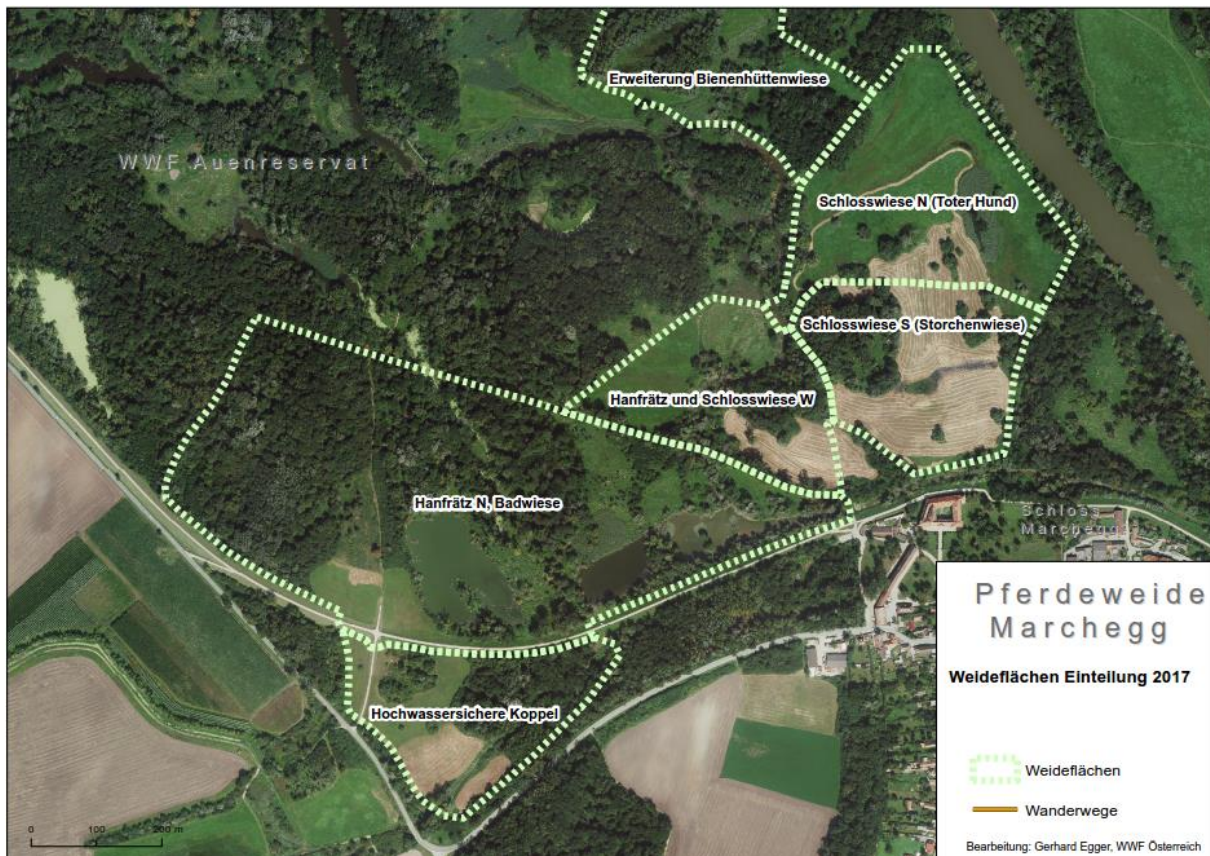 Erweiterung Bienenhüttenwiese
WWF Auenreservat
Schlosswiese N (Toter Hund)
Schlosswiese S (Storchenwiese)
Hanfrätz und Schlosswiese W
Hanfrätz N, Badwiese
Schloss
Marchegg
Hochwassersichere Koppel
Pferdeweide
Marchegg
Weideflächen Einteilung 2017
Weideflächen
Wanderwege
0 100 200 m
Bearbeitung: Gerhard Egger, WWF Österreich